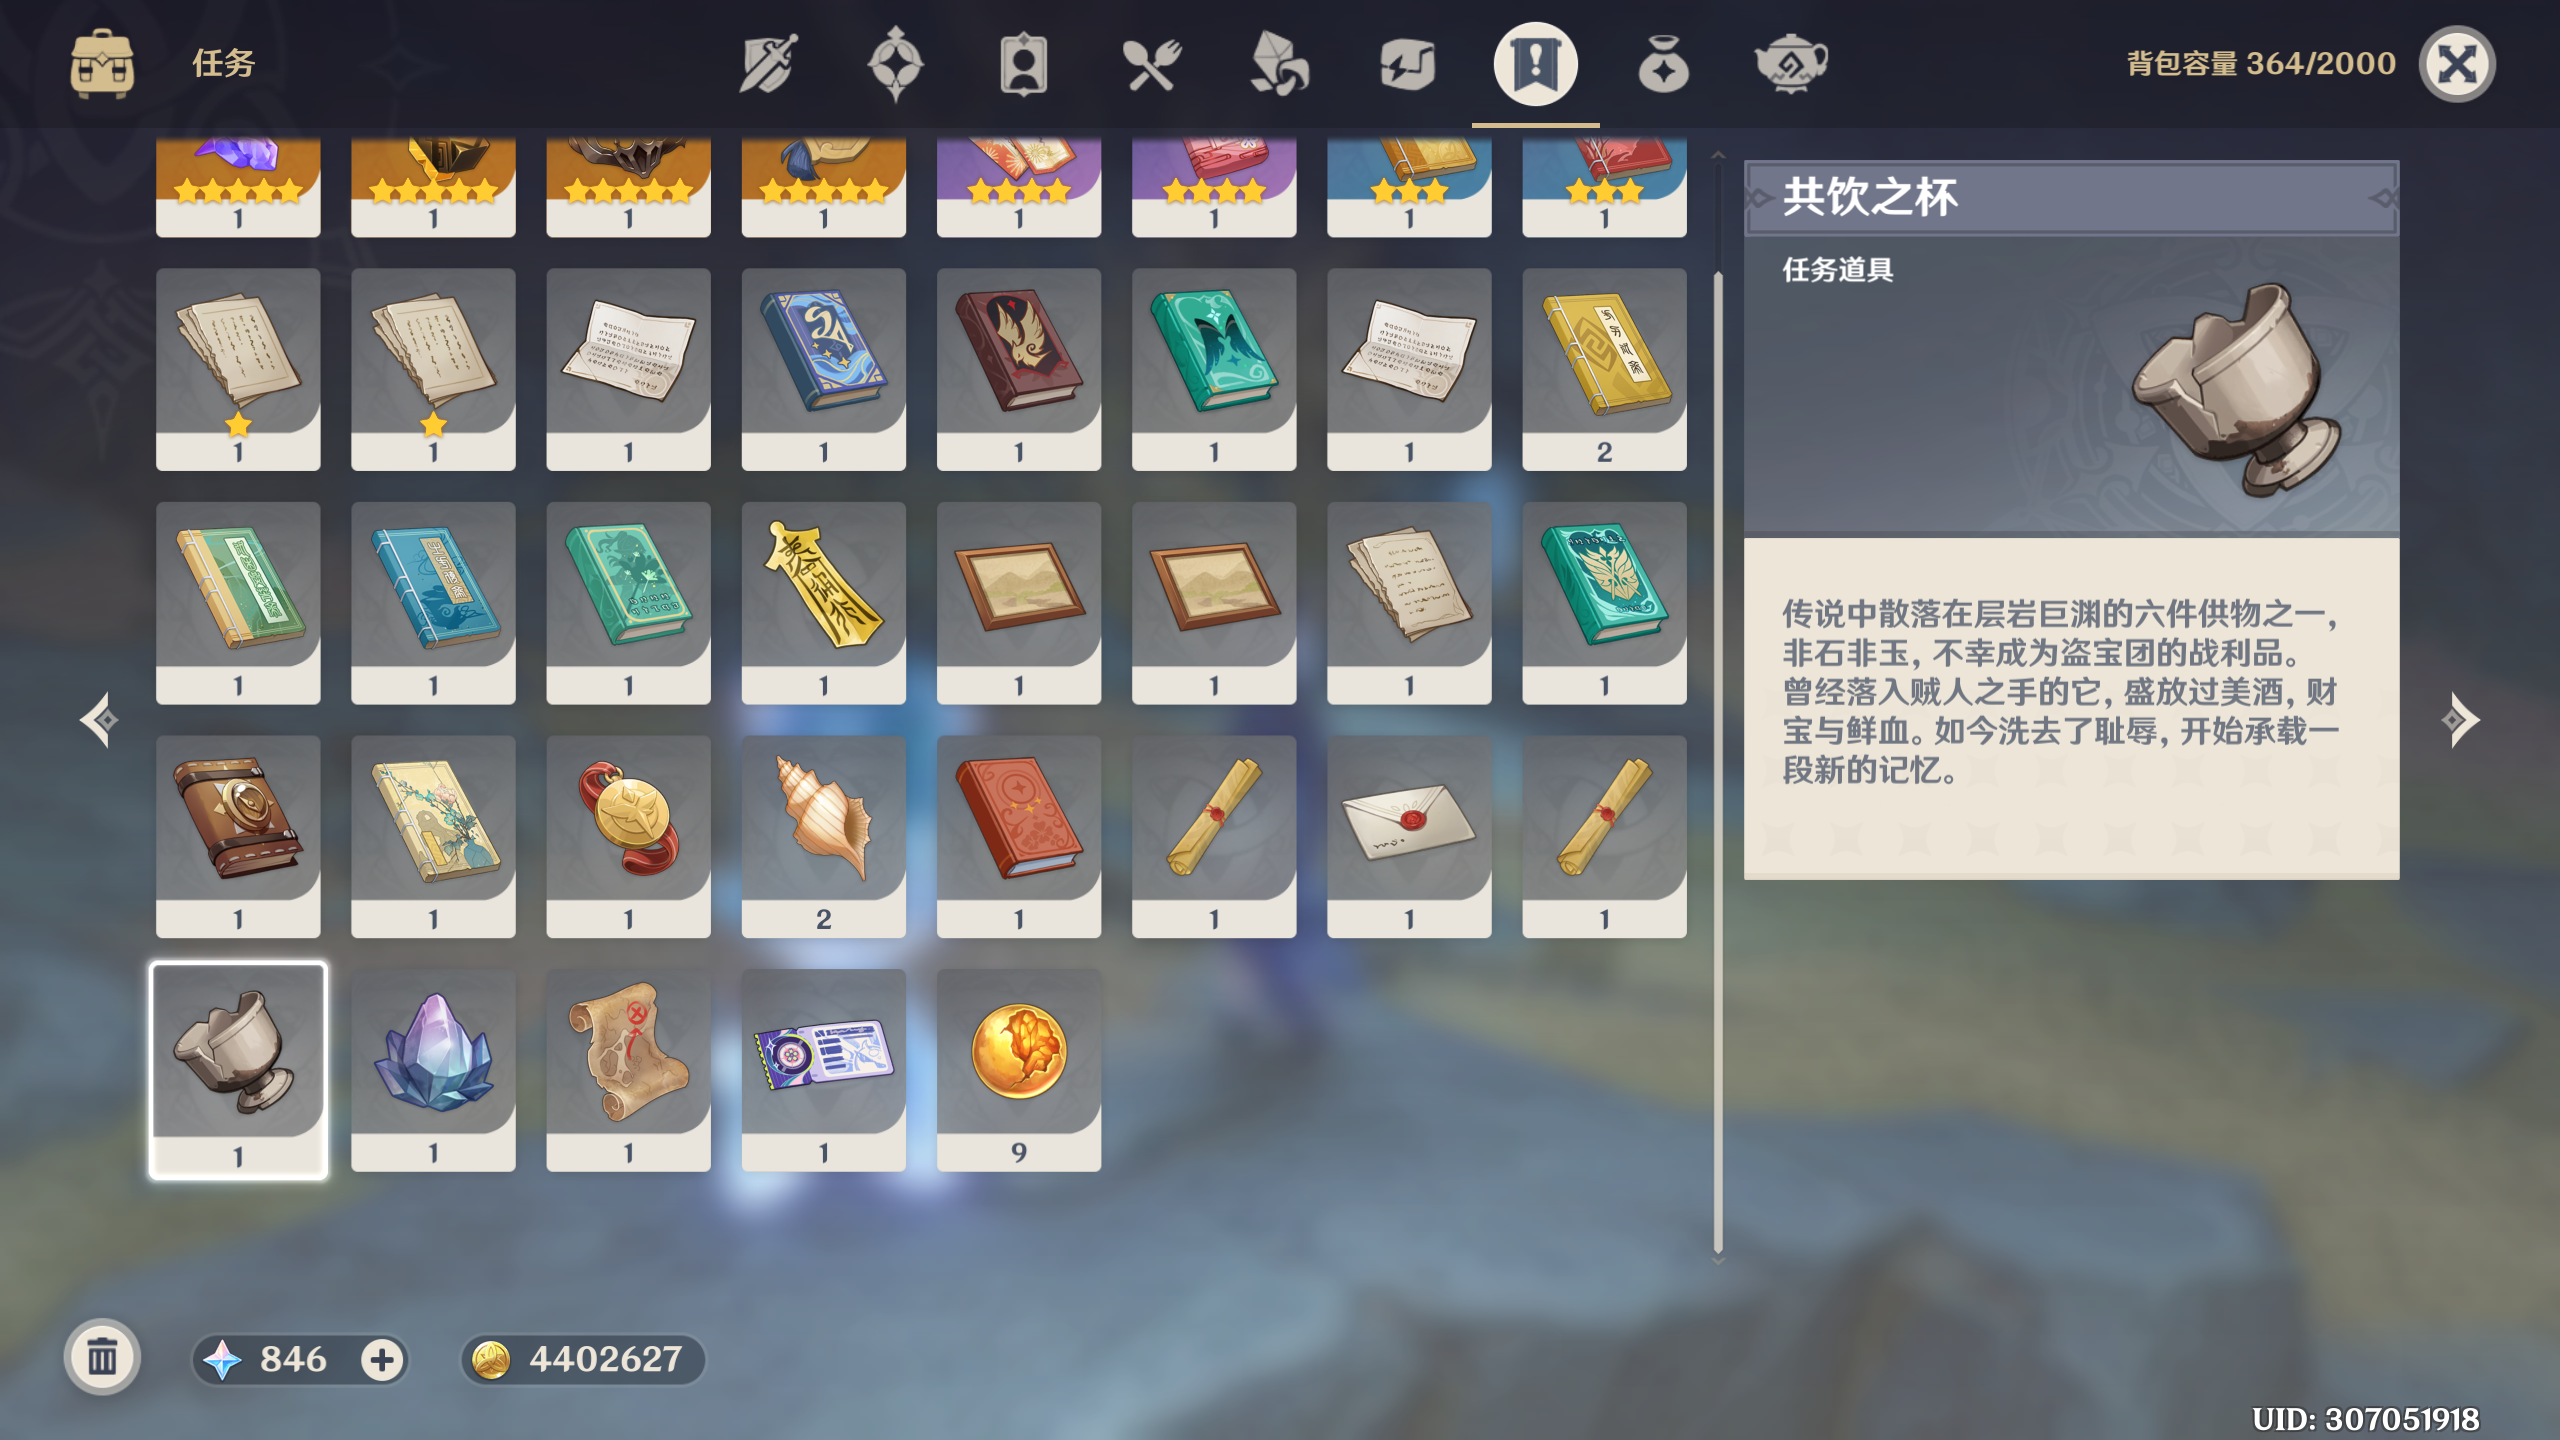 任务
背包容量 364/2000
1 1 1 1 1 1 1 1
1 1 1 1 1 1 1 2
1 1 1 1 1 1 1 1
1 1 1 2 1 1 1 1
1 1 1 1 9
共饮之杯
任务道具
传说中散落在层岩巨渊的六件供物之一,
非石非玉, 不幸成为盗宝团的战利品。
曾经落入贼人之手的它, 盛放过美酒, 财
宝与鲜血。如今洗去了耻辱, 开始承载一
段新的记忆。
846
4402627
UID: 307051918